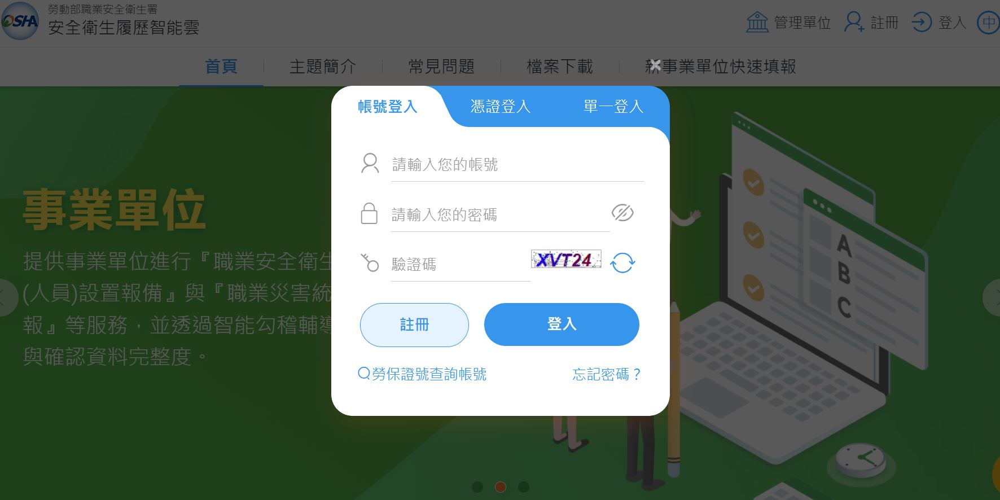 OSHA
勞動部職業安全衛生署
安全衛生履歷智能雲
管理單位
註冊
登入
中
首頁
主題簡介
常見問題
檔案下載
新事業單位快速填報
帳號登入
憑證登入
單一登入
請輸入您的帳號
請輸入您的密碼
驗證碼
XVT24
註冊
登入
勞保證號查詢帳號
忘記密碼？
事業單位
提供事業單位進行『職業安全衛生
(人員)設置報備』與『職業災害統
報』等服務，並透過智能勾稽輔導
與確認資料完整度。
A
B
C